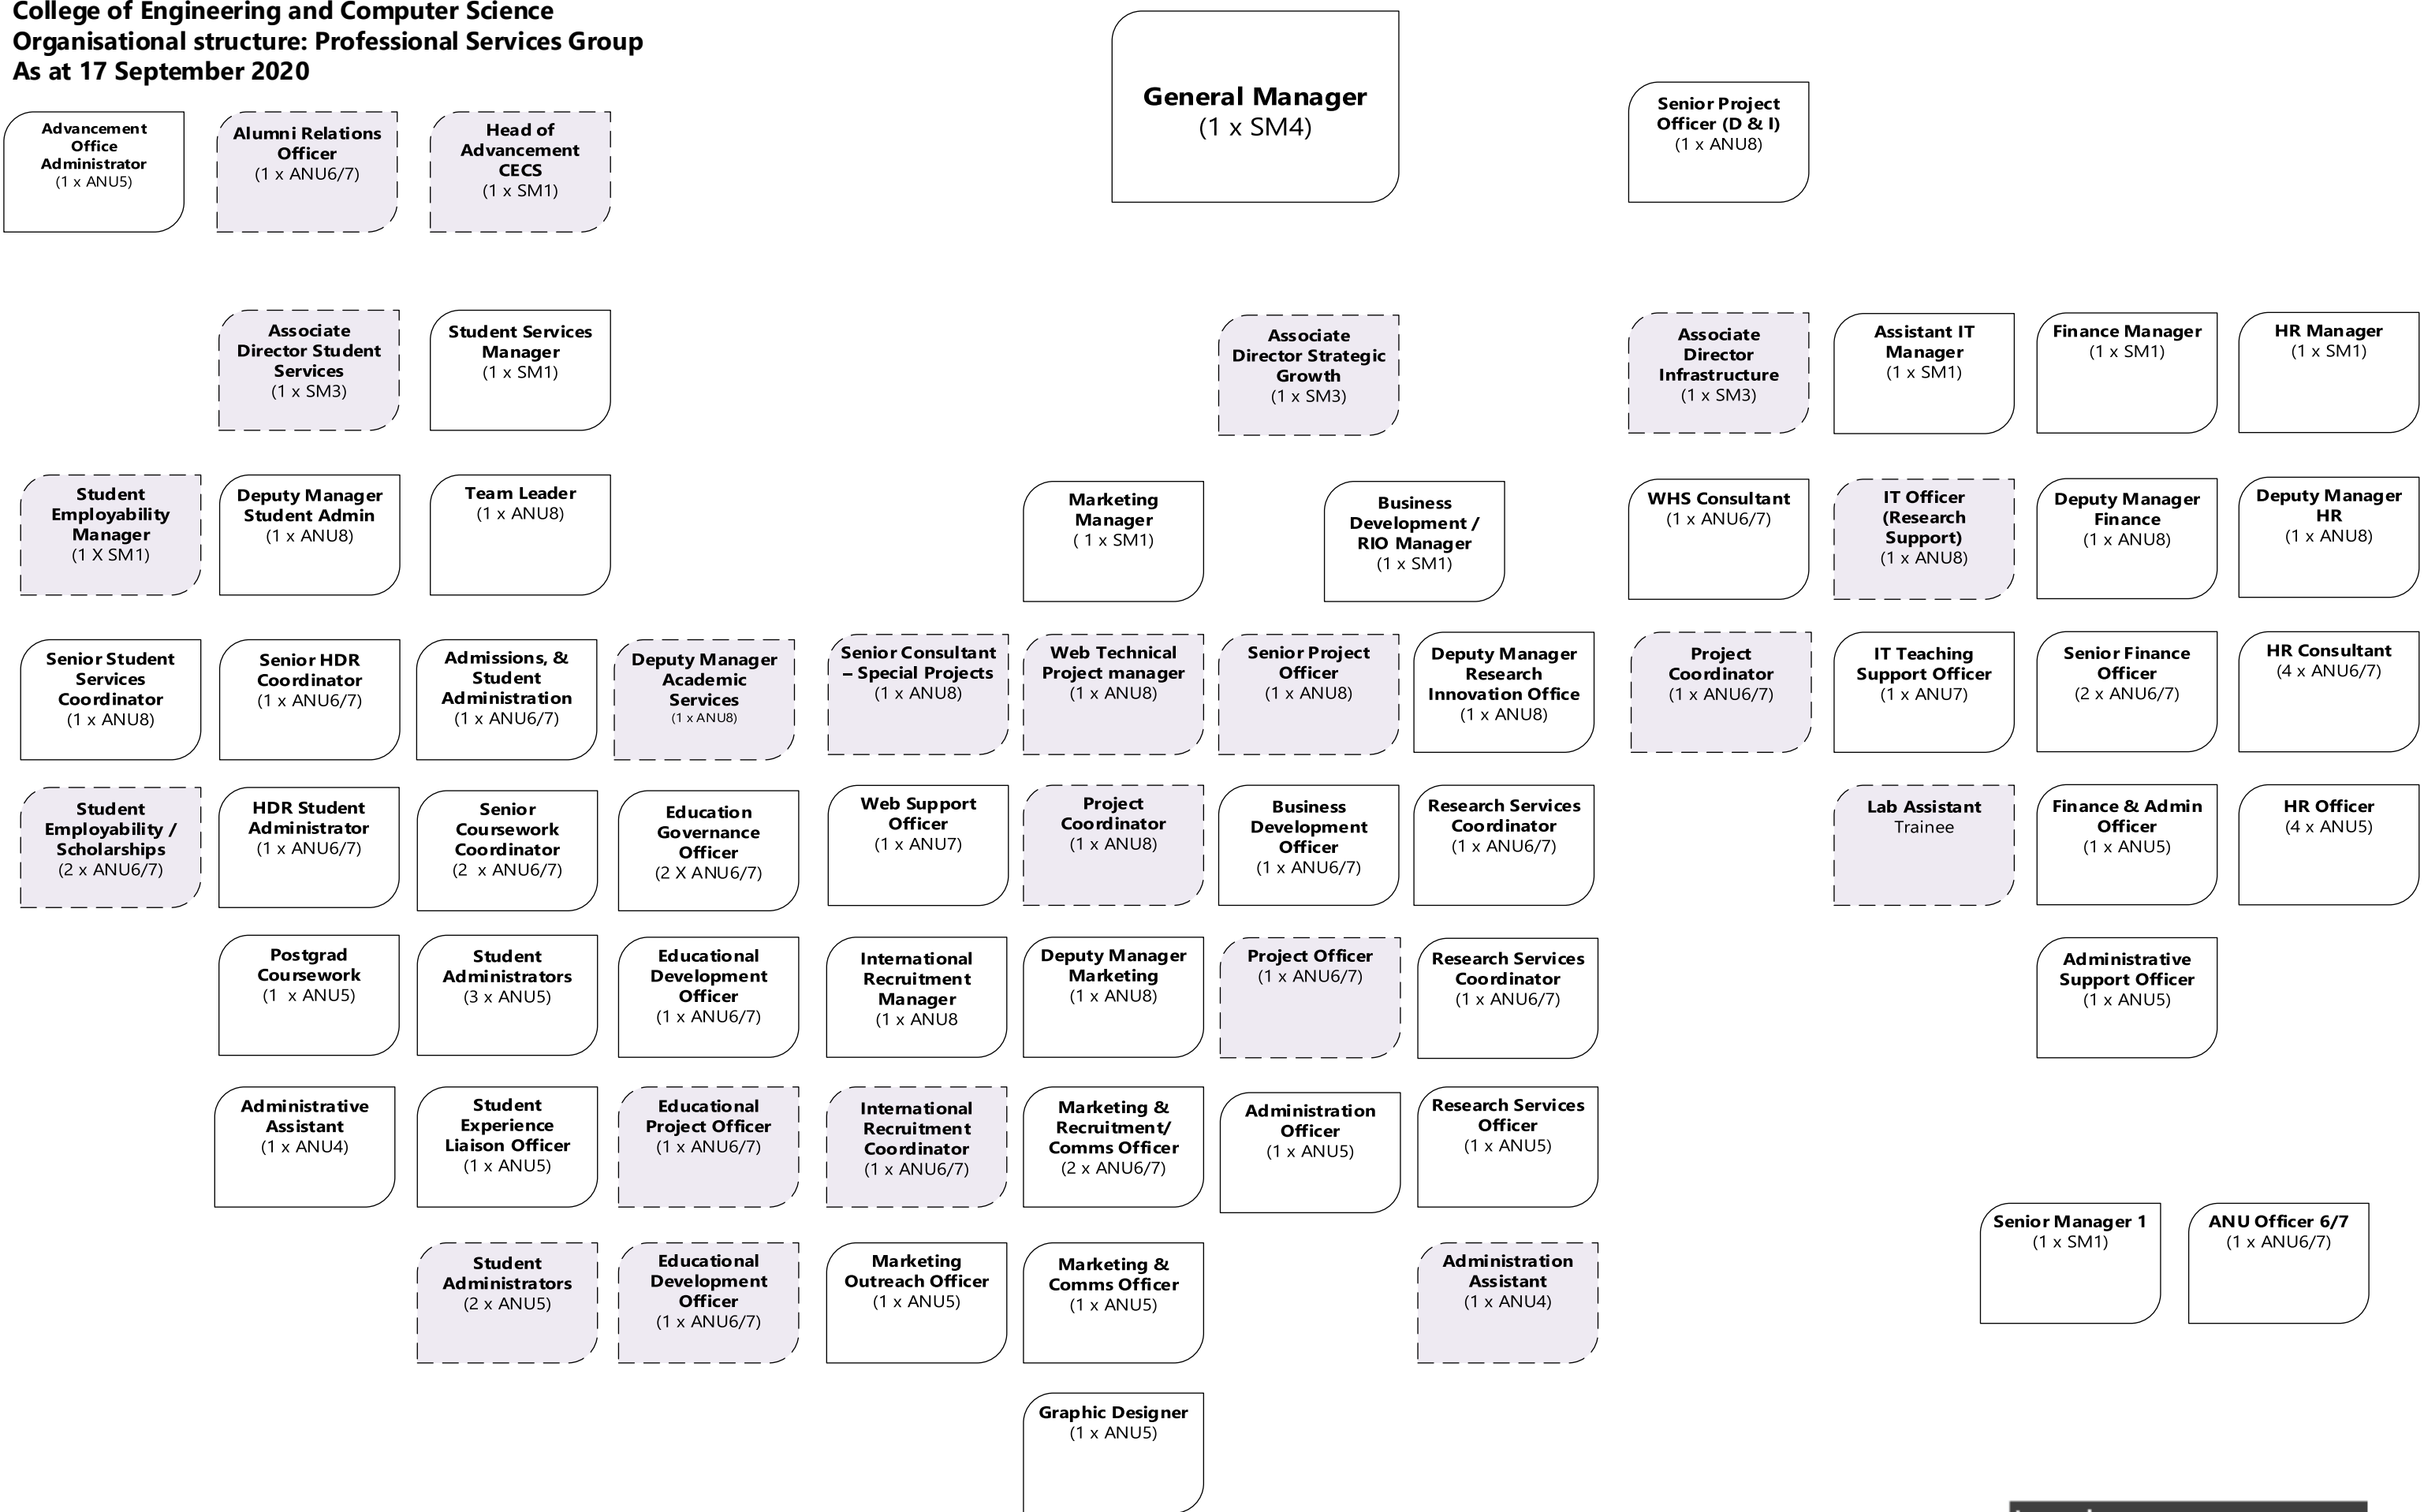 College of Engineering and Computer Science
Organisational structure: Professional Services Group
As at 17 September 2020
General Manager
(1 x SM4)
Senior Project
Officer (D & I)
(1 x ANU8)
Advancement
Office
Administrator
(1 x ANU5)
Alumni Relations
Officer
(1 x ANU6/7)
Head of
Advancement
CECS
(1 x SM1)
Associate
Director Student
Services
(1 x SM3)
Student Services
Manager
(1 x SM1)
Associate
Director Strategic
Growth
(1 x SM3)
Associate
Director
Infrastructure
(1 x SM3)
Assistant IT
Manager
(1 x SM1)
Finance Manager
(1 x SM1)
HR Manager
(1 x SM1)
Student
Employability
Manager
(1 X SM1)
Deputy Manager
Student Admin
(1 x ANU8)
Team Leader
(1 x ANU8)
Marketing
Manager
( 1 x SM1)
Business
Development /
RIO Manager
(1 x SM1)
WHS Consultant
(1 x ANU6/7)
IT Officer
(Research
Support)
(1 x ANU8)
Deputy Manager
Finance
(1 x ANU8)
Deputy Manager
HR
(1 x ANU8)
Senior Student
Services
Coordinator
(1 x ANU8)
Senior HDR
Coordinator
(1 x ANU6/7)
Admissions, &
Student
Administration
(1 x ANU6/7)
Deputy Manager
Academic
Services
(1 x ANU8)
Senior Consultant
– Special Projects
(1 x ANU8)
Web Technical
Project manager
(1 x ANU8)
Senior Project
Officer
(1 x ANU8)
Deputy Manager
Research
Innovation Office
(1 x ANU8)
Project
Coordinator
(1 x ANU6/7)
IT Teaching
Support Officer
(1 x ANU7)
Senior Finance
Officer
(2 x ANU6/7)
HR Consultant
(4 x ANU6/7)
Student
Employability /
Scholarships
(2 x ANU6/7)
HDR Student
Administrator
(1 x ANU6/7)
Senior
Coursework
Coordinator
(2  x ANU6/7)
Education
Governance
Officer
(2 X ANU6/7)
Web Support
Officer
(1 x ANU7)
Project
Coordinator
(1 x ANU8)
Business
Development
Officer
(1 x ANU6/7)
Research Services
Coordinator
(1 x ANU6/7)
Lab Assistant
Trainee
Finance & Admin
Officer
(1 x ANU5)
HR Officer
(4 x ANU5)
Postgrad
Coursework
(1  x ANU5)
Student
Administrators
(3 x ANU5)
Educational
Development
Officer
(1 x ANU6/7)
International
Recruitment
Manager
(1 x ANU8
Deputy Manager
Marketing
(1 x ANU8)
Project Officer
(1 x ANU6/7)
Research Services
Coordinator
(1 x ANU6/7)
Administrative
Support Officer
(1 x ANU5)
Administrative
Assistant
(1 x ANU4)
Student
Experience
Liaison Officer
(1 x ANU5)
Educational
Project Officer
(1 x ANU6/7)
International
Recruitment
Coordinator
(1 x ANU6/7)
Marketing &
Recruitment/
Comms Officer
(2 x ANU6/7)
Administration
Officer
(1 x ANU5)
Research Services
Officer
(1 x ANU5)
Senior Manager 1
(1 x SM1)
ANU Officer 6/7
(1 x ANU6/7)
Student
Administrators
(2 x ANU5)
Educational
Development
Officer
(1 x ANU6/7)
Marketing
Outreach Officer
(1 x ANU5)
Marketing &
Comms Officer
(1 x ANU5)
Administration
Assistant
(1 x ANU4)
Graphic Designer
(1 x ANU5)